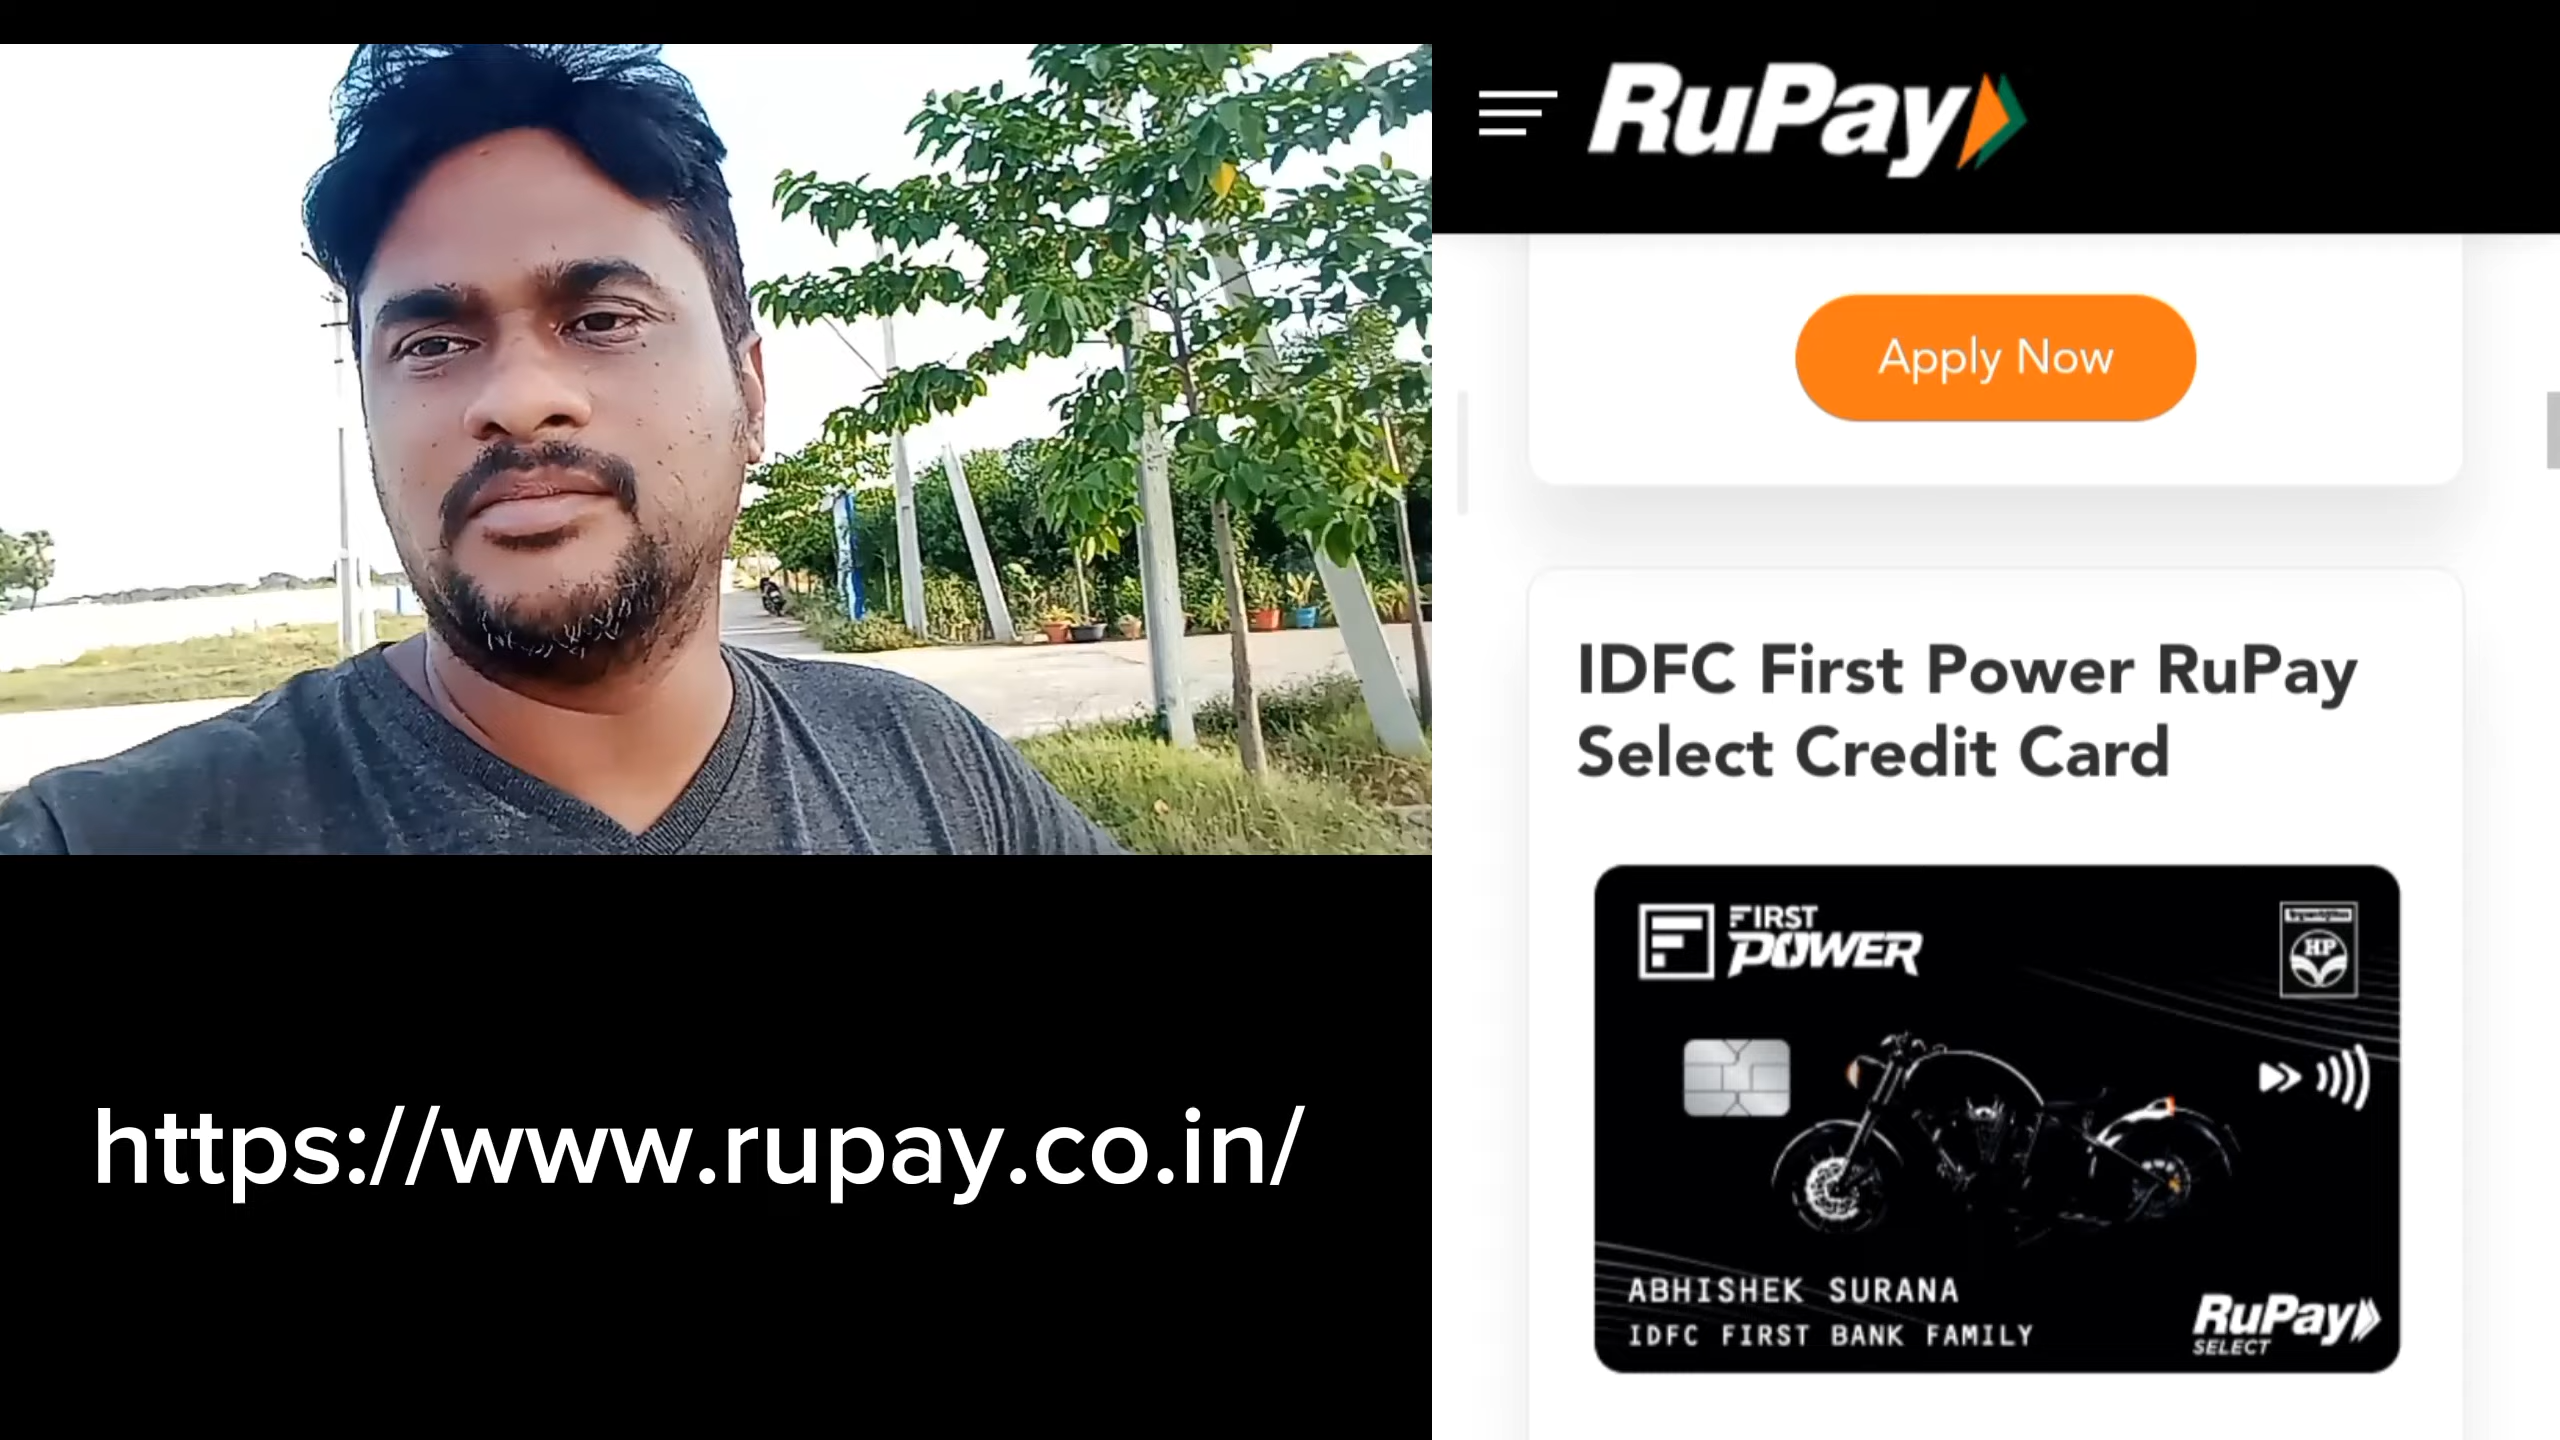 https://www.rupay.co.in/
RuPay
Apply Now
IDFC First Power RuPay
Select Credit Card
FIRST
POWER
HP
ABHISHEK SURANA
IDFC FIRST BANK FAMILY
RuPay
SELECT